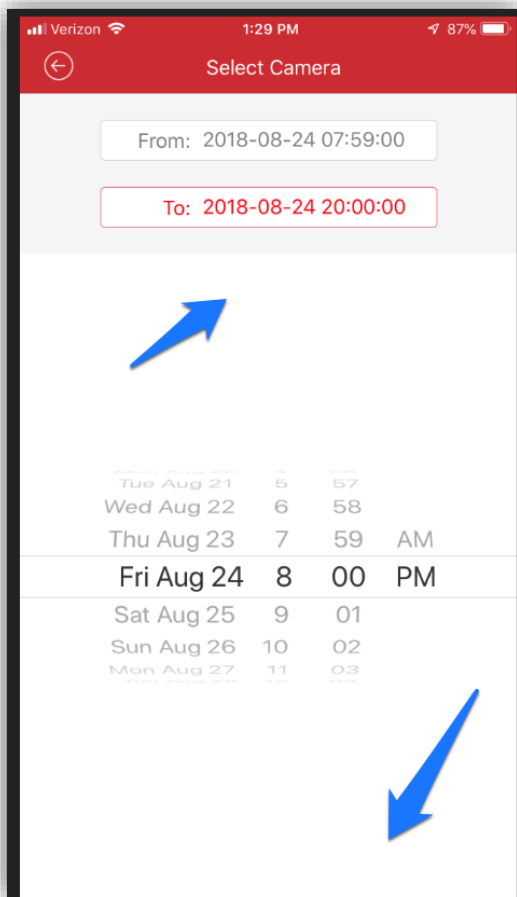 Verizon 1:29 PM 87%
Select Camera
From: 2018-08-24 07:59:00
To: 2018-08-24 20:00:00
Tue Aug 21 5 57
Wed Aug 22 6 58
Thu Aug 23 7 59 AM
Fri Aug 24 8 00 PM
Sat Aug 25 9 01
Sun Aug 26 10 02
Mon Aug 27 11 03